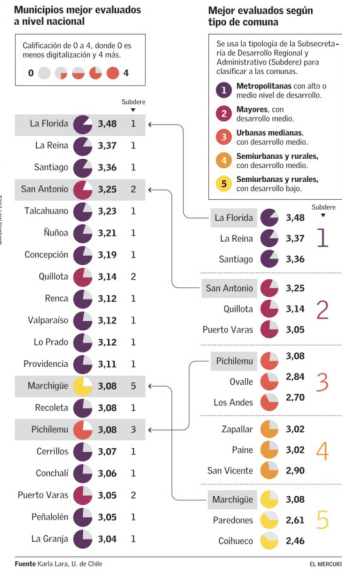 Municipios mejor evaluados
a nivel nacional
Calificación de 0 a 4, donde 0 es
menos digitalización y 4 más.
0 4
Subdere
La Florida 3,48 1
La Reina 3,37 1
Santiago 3,36 1
San Antonio 3,25 2
Talcahuano 3,23 1
Ñuñoa 3,21 1
Concepción 3,19 1
Quillota 3,14 2
Renca 3,12 1
Valparaíso 3,12 1
Lo Prado 3,12 1
Providencia 3,11 1
Marchigüe 3,08 5
Recoleta 3,08 1
Pichilemu 3,08 3
Cerrillos 3,07 1
Conchalí 3,06 1
Puerto Varas 3,05 2
Peñalolén 3,05 1
La Granja 3,04 1
Mejor evaluados según
tipo de comuna
Se usa la tipología de la Subsecreta-
ría de Desarrollo Regional y
Administrativo (Subdere) para
clasificar a las comunas.
1 Metropolitanas con alto o
medio nivel de desarrollo.
2 Mayores, con
desarrollo medio.
3 Urbanas medianas,
con desarrollo medio.
4 Semiurbanas y rurales,
con desarrollo medio.
5 Semiurbanas y rurales,
con desarrollo bajo.
Subdere
La Florida 3,48
La Reina 3,37 1
Santiago 3,36
San Antonio 3,25
Quillota 3,14 2
Puerto Varas 3,05
Pichilemu 3,08
Ovalle 2,84 3
Los Andes 2,70
Zapallar 3,02
Paine 3,02 4
San Vicente 2,90
Marchigüe 3,08
Paredones 2,61 5
Coihueco 2,46
Fuente Karla Lara, U. de Chile
EL MERCURI